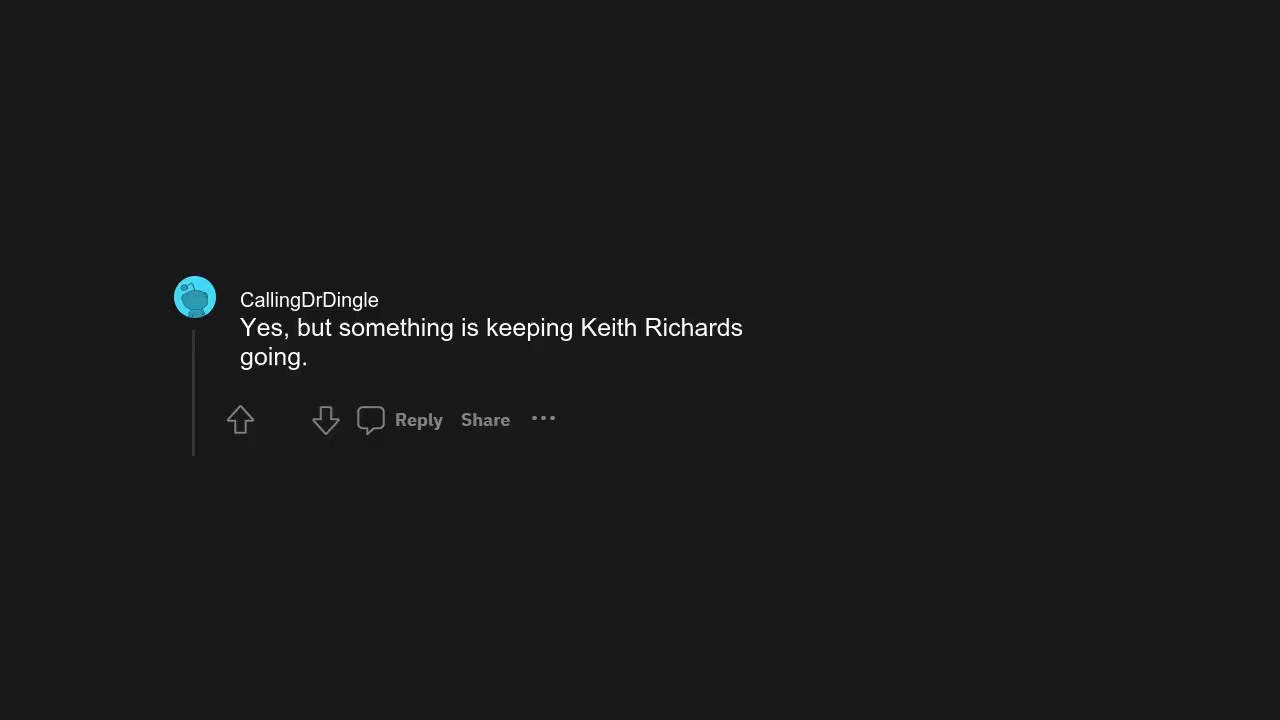 CallingDrDingle
Yes, but something is keeping Keith Richards
going.
Reply Share